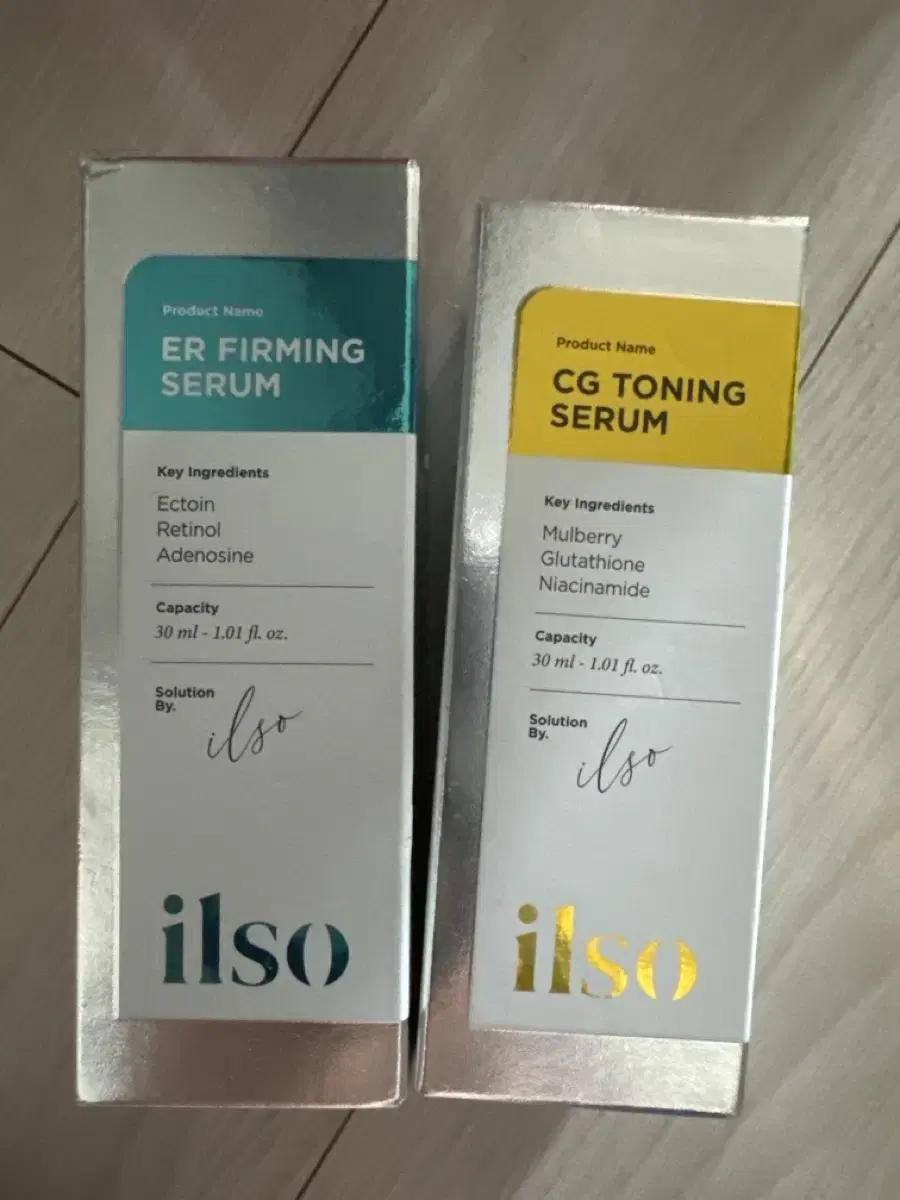 Product Name
ER FIRMING
SERUM
Key Ingredients
Ectoin
Retinol
Adenosine
Capacity
30 ml - 1.01 fl. oz.
Solution
By.
ilso
ilso
Product Name
CG TONING
SERUM
Key Ingredients
Mulberry
Glutathione
Niacinamide
Capacity
30 ml - 1.01 fl. oz.
Solution
By.
ilso
ilso